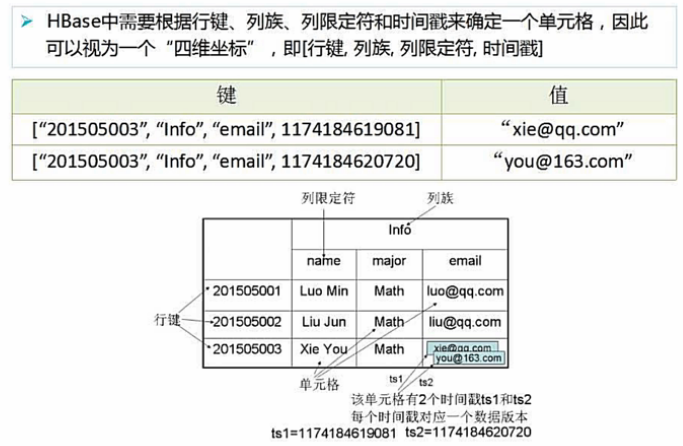 HBase中需要根据行键、列族、列限定符和时间戳来确定一个单元格，因此
可以视为一个“四维坐标”，即[行键, 列族, 列限定符, 时间戳]
键 值
[“201505003”, “Info”, “email”, 1174184619081] “xie@qq.com”
[“201505003”, “Info”, “email”, 1174184620720] “you@163.com”
列限定符 列族
Info
name major email
201505001 Luo Min Math luo@qq.com
行键
201505002 Liu Jun Math liu@qq.com
201505003 Xie You Math xie@qq.com
you@163.com
单元格
ts1 ts2
该单元格有2个时间戳ts1和ts2
每个时间戳对应一个数据版本
ts1=1174184619081 ts2=1174184620720